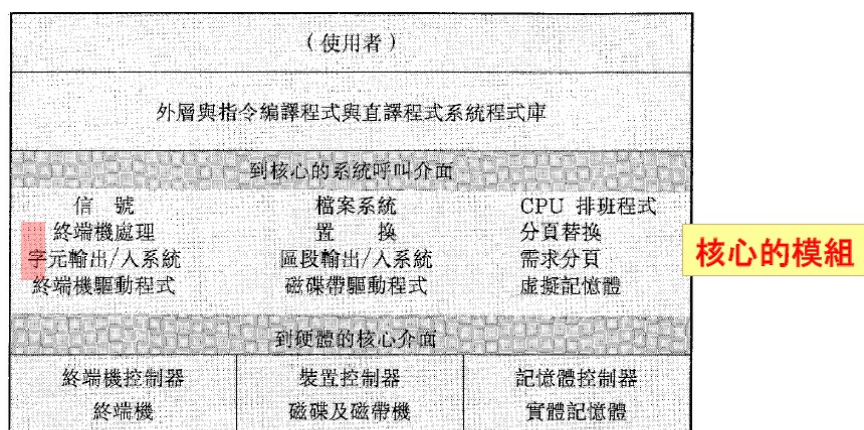 （使用者）
外層與指令編譯程式與直譯程式系統程式庫
到核心的系統呼叫介面
信　號　檔案系統　CPU 排班程式
終端機處理　置　換　分頁替換
字元輸出/入系統　區段輸出/入系統　需求分頁
終端機驅動程式　磁碟帶驅動程式　虛擬記憶體
核心的模組
到硬體的核心介面
終端機控制器　裝置控制器　記憶體控制器
終端機　磁碟及磁帶機　實體記憶體